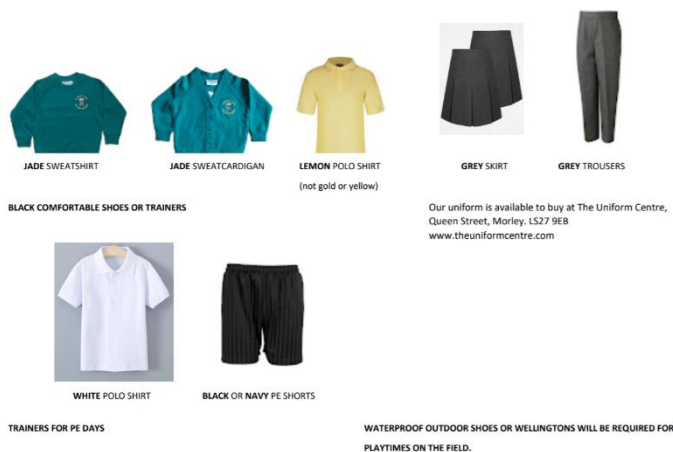 JADE SWEATSHIRT
JADE SWEATCARDIGAN
LEMON POLO SHIRT
(not gold or yellow)
GREY SKIRT
GREY TROUSERS
BLACK COMFORTABLE SHOES OR TRAINERS
Our uniform is available to buy at The Uniform Centre,
Queen Street, Morley. LS27 9EB
www.theuniformcentre.com
WHITE POLO SHIRT
BLACK OR NAVY PE SHORTS
TRAINERS FOR PE DAYS
WATERPROOF OUTDOOR SHOES OR WELLINGTONS WILL BE REQUIRED FOR
PLAYTIMES ON THE FIELD.